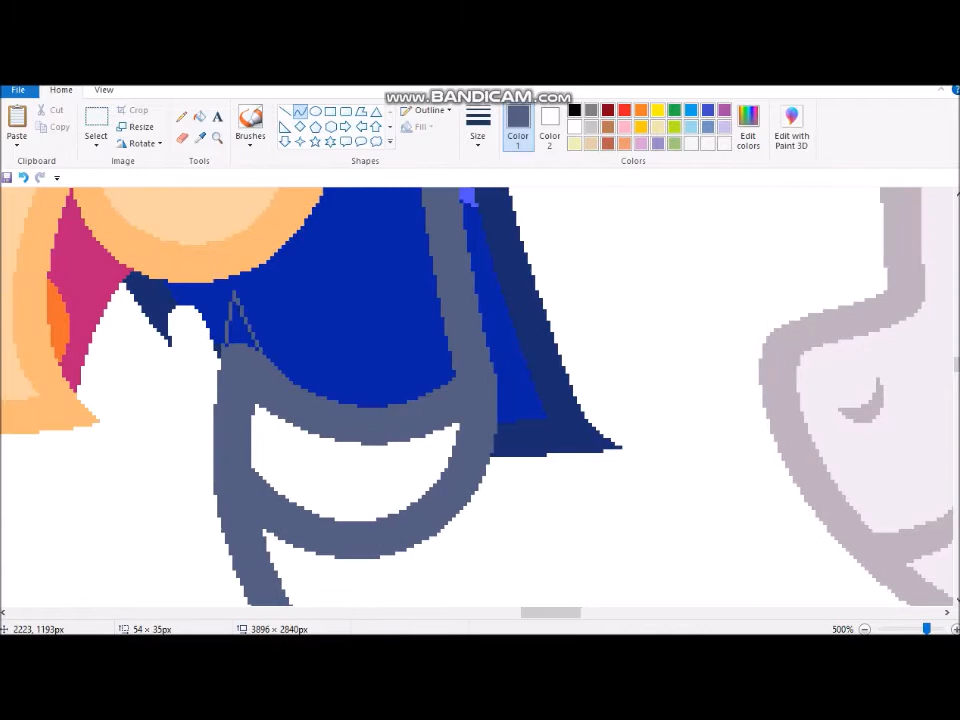 www.BANDICAM.com
File Home View
Paste
Cut
Copy
Clipboard
Select
Crop
Resize
Rotate
Image
A
Tools
Brushes
Outline
Fill
Shapes
Size
Color 1
Color 2
Edit colors
Colors
Edit with Paint 3D
2223, 1193px
54 × 35px
3896 × 2840px
500%